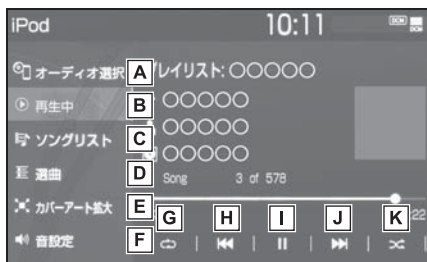 iPod 10:11 DCM
オーディオ選択 A プレイリスト: ○○○○○
再生中 B ○○○○○
ソングリスト C ○○○○○
選曲 D ○○○○○
Song 3 of 578
カバーアート拡大 E
音設定 F G H I J K